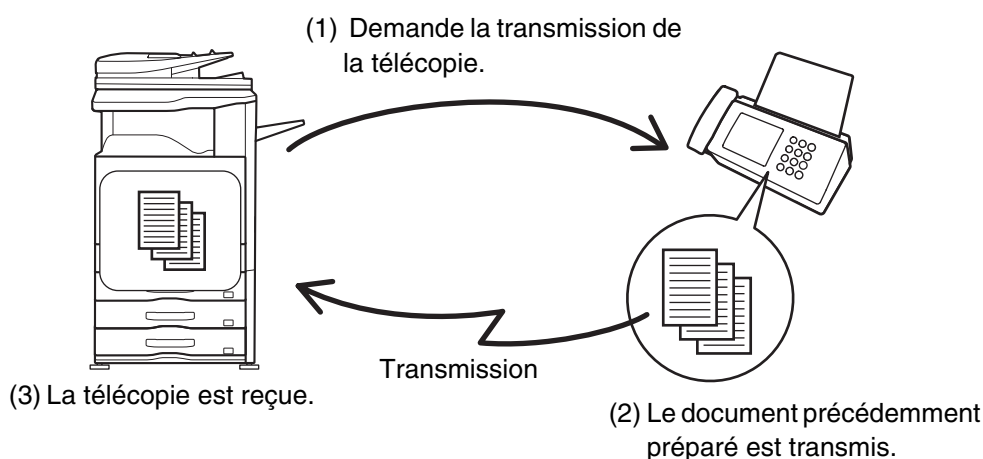 (1) Demande la transmission de
la télécopie.
Transmission
(3) La télécopie est reçue.
(2) Le document précédemment
préparé est transmis.